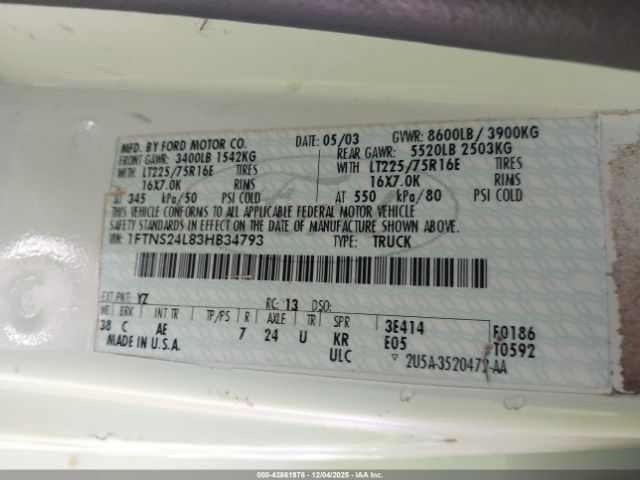 MFD. BY FORD MOTOR CO. DATE: 05/03 GVWR: 8600LB/ 3900KG
FRONT GAWR: 3400LB 1542KG REAR GAWR: 5520LB 2503KG
WITH LT225/75R16E TIRES WITH LT225/75R16E TIRES
16X7.0K RIMS 16X7.0K RIMS
AT 345 kPa/50 PSI COLD AT 550 kPa/80 PSI COLD
THIS VEHICLE CONFORMS TO ALL APPLICABLE FEDERAL MOTOR VEHICLE
SAFETY STANDARDS IN EFFECT ON THE DATE OF MANUFACTURE SHOWN ABOVE.
VIN: 1FTNS24L83HB34793 TYPE: TRUCK
EXT PNT: YZ RC: 13 DSO:
WB BRK INT TR TP/PS R AXLE TR SPR 3E414 F0186
38 C AE 7 24 U KR E05 T0592
MADE IN U.S.A. ULC ▽ 2U5A-3520472-AA
000-43861978 | 12/04/2025 - IAA, Inc.